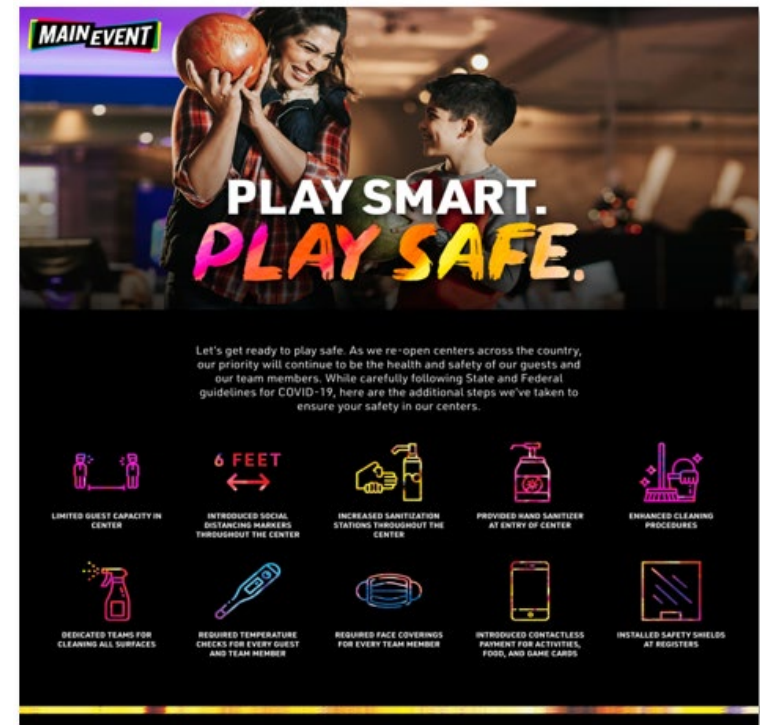 MAIN EVENT
PLAY SMART.
PLAY SAFE.
Let's get ready to play safe. As we re-open centers across the country,
our priority will continue to be the health and safety of our guests and
our team members. While carefully following State and Federal
guidelines for COVID-19, here are the additional steps we've taken to
ensure your safety in our centers.
LIMITED GUEST CAPACITY IN
CENTER
6 FEET
INTRODUCED SOCIAL
DISTANCING MARKERS
THROUGHOUT THE CENTER
INCREASED SANITIZATION
STATIONS THROUGHOUT THE
CENTER
PROVIDED HAND SANITIZER
AT ENTRY OF CENTER
ENHANCED CLEANING
PROCEDURES
DEDICATED TEAMS FOR
CLEANING ALL SURFACES
REQUIRED TEMPERATURE
CHECKS FOR EVERY GUEST
AND TEAM MEMBER
REQUIRED FACE COVERINGS
FOR EVERY TEAM MEMBER
INTRODUCED CONTACTLESS
PAYMENT FOR ACTIVITIES,
FOOD, AND GAME CARDS
INSTALLED SAFETY SHIELDS
AT REGISTERS